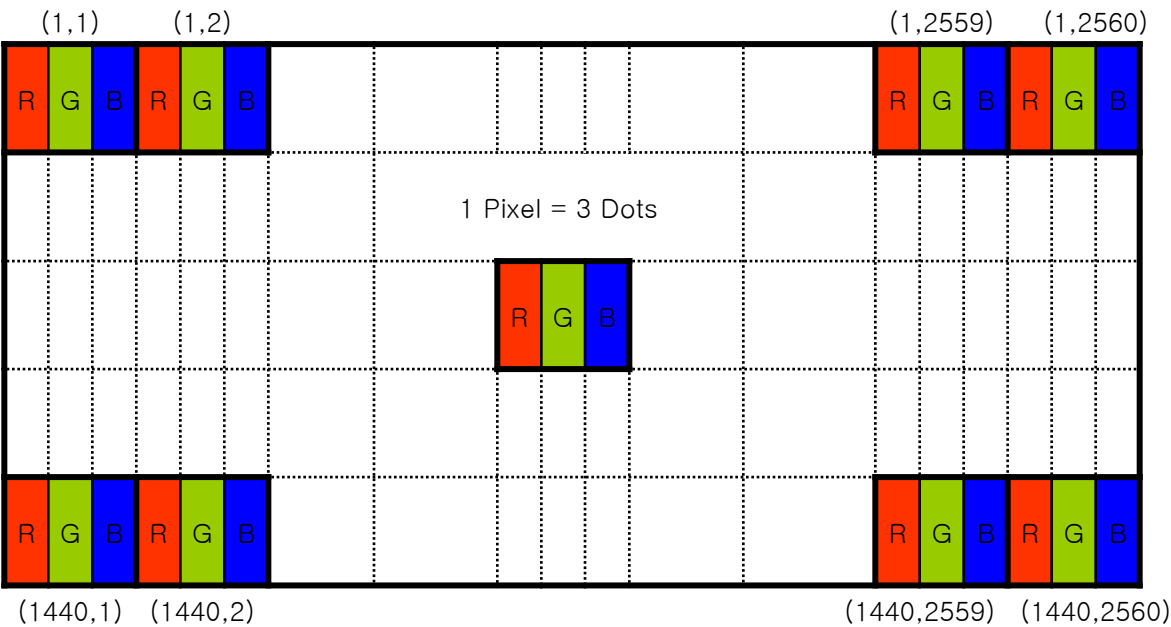 (1,1) (1,2) (1,2559) (1,2560)
R G B R G B R G B R G B
1 Pixel = 3 Dots
R G B
R G B R G B R G B R G B
(1440,1) (1440,2) (1440,2559) (1440,2560)